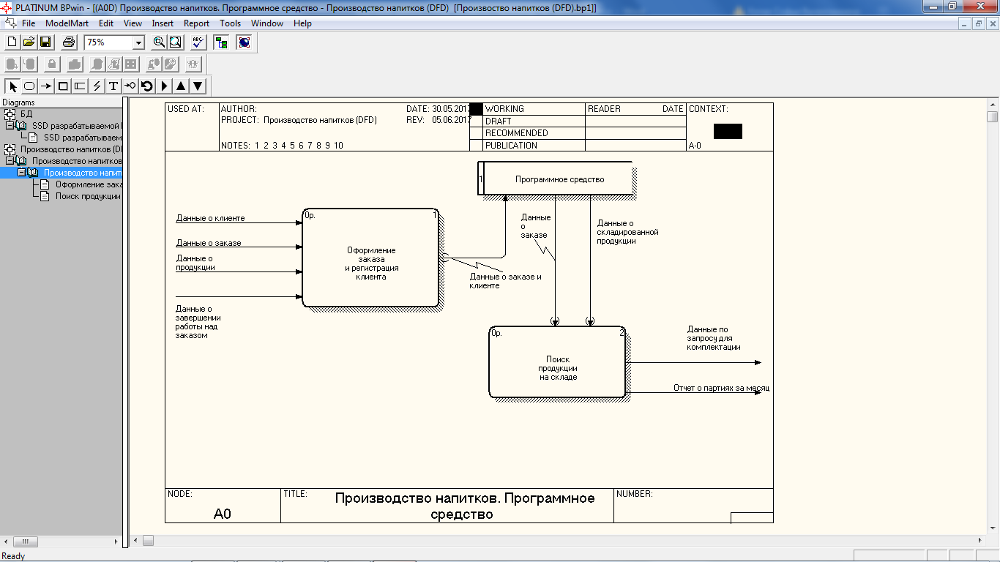 PLATINUM BPwin - [(A0D) Производство напитков. Программное средство - Производство напитков (DFD)  [Произвоство напитков (DFD).bp1]]
File ModelMart Edit View Insert Report Tools Window Help
75%
ABC
T
Diagrams
БД
SSD разрабатываемой
SSD разрабатываем
Производство напитков (D
Производство напитков
Производство напит
Оформление зака
Поиск продукции
USED AT:
AUTHOR:
DATE: 30.05.2017
PROJECT: Производство напитков (DFD)
REV: 05.06.2017
NOTES: 1 2 3 4 5 6 7 8 9 10
WORKING
DRAFT
RECOMMENDED
PUBLICATION
READER
DATE
CONTEXT:
A-0
1
Программное средство
Данные о клиенте
Данные о заказе
Данные о
продукции
Данные о
завершении
работы над
заказом
0р.
1
Оформление
заказа
и регистрация
клиента
Данные о заказе и
клиенте
Данные
о
заказе
Данные о
складированной
продукции
0р.
2
Поиск
продукции
на складе
Данные по
запросу для
комплектации
Отчет о партиях за месяц
NODE:
A0
TITLE:
Производство напитков. Программное
средство
NUMBER:
Ready